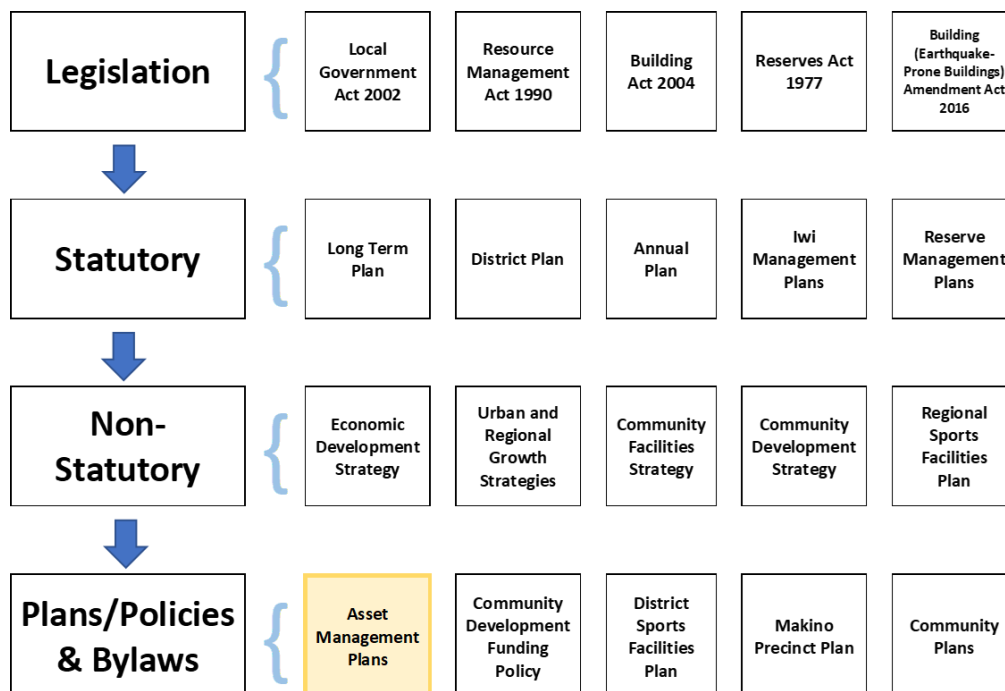 Legislation
Local
Government
Act 2002
Resource
Management
Act 1990
Building
Act 2004
Reserves Act
1977
Building
(Earthquake-
Prone Buildings)
Amendment Act
2016
Statutory
Long Term
Plan
District Plan
Annual
Plan
Iwi
Management
Plans
Reserve
Management
Plans
Non-
Statutory
Economic
Development
Strategy
Urban and
Regional
Growth
Strategies
Community
Facilities
Strategy
Community
Development
Strategy
Regional
Sports
Facilities
Plan
Plans/Policies
& Bylaws
Asset
Management
Plans
Community
Development
Funding
Policy
District
Sports
Facilities
Plan
Makino
Precinct Plan
Community
Plans